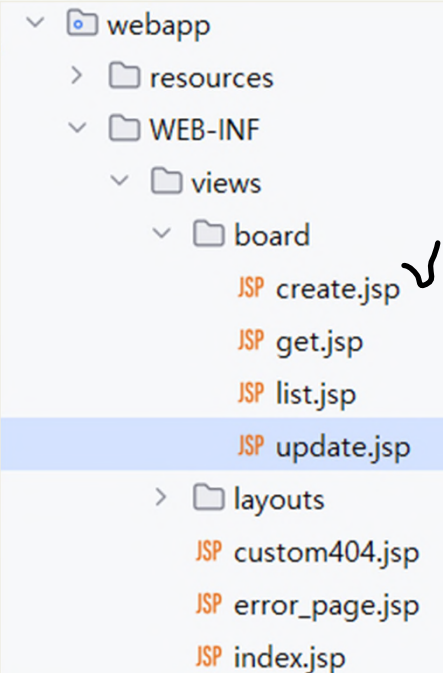 webapp
resources
WEB-INF
views
board
JSP create.jsp
JSP get.jsp
JSP list.jsp
JSP update.jsp
layouts
JSP custom404.jsp
JSP error_page.jsp
JSP index.jsp